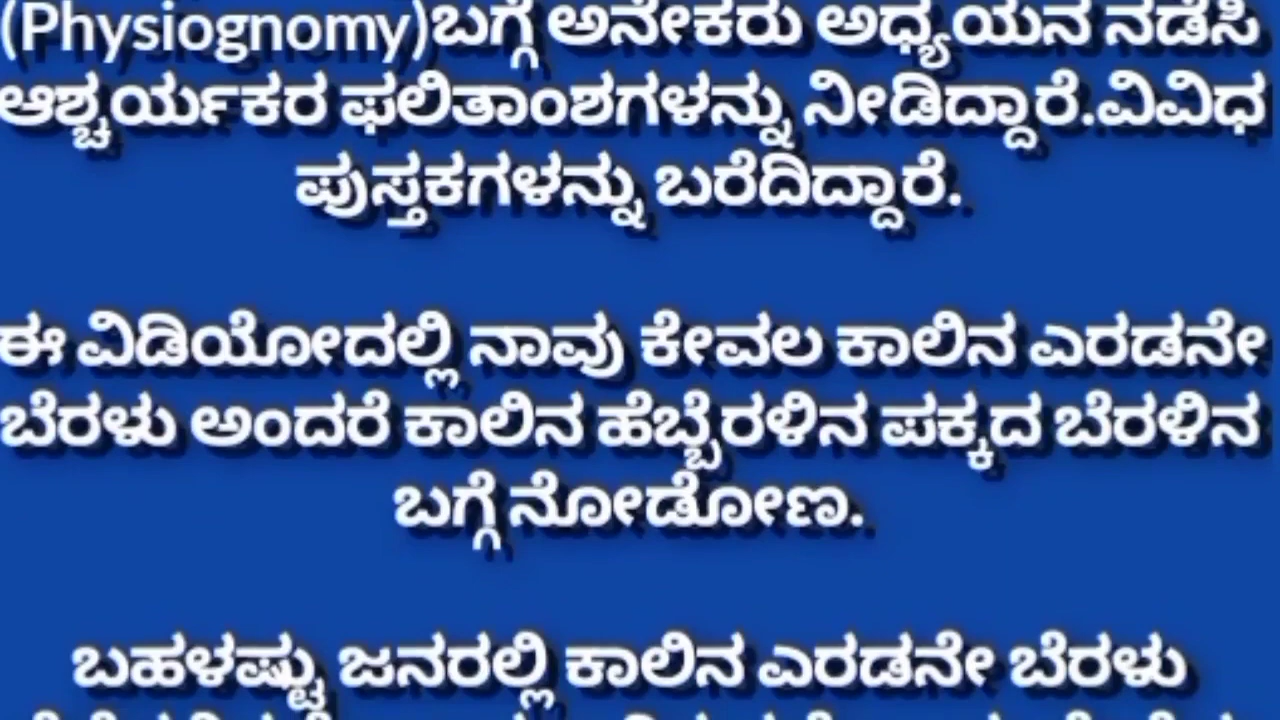 (Physiognomy)ಬಗ್ಗೆ ಅನೇಕರು ಅಧ್ಯಯನ ನಡೆಸಿ
ಆಶ್ಚರ್ಯಕರ ಫಲಿತಾಂಶಗಳನ್ನು ನೀಡಿದ್ದಾರೆ.ವಿವಿಧ
ಪುಸ್ತಕಗಳನ್ನು ಬರೆದಿದ್ದಾರೆ.
ಈ ವಿಡಿಯೋದಲ್ಲಿ ನಾವು ಕೇವಲ ಕಾಲಿನ ಎರಡನೇ
ಬೆರಳು ಅಂದರೆ ಕಾಲಿನ ಹೆಬ್ಬೆರಳಿನ ಪಕ್ಕದ ಬೆರಳಿನ
ಬಗ್ಗೆ ನೋಡೋಣ.
ಬಹಳಷ್ಟು ಜನರಲ್ಲಿ ಕಾಲಿನ ಎರಡನೇ ಬೆರಳು